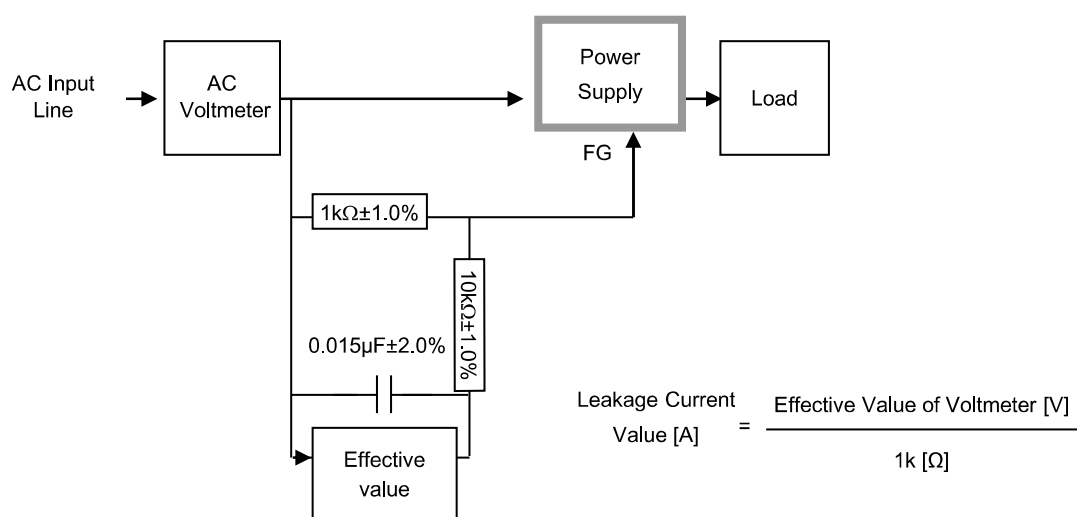 AC Input
Line
AC
Voltmeter
Power
Supply
Load
FG
1kΩ±1.0%
10kΩ±1.0%
0.015µF±2.0%
Effective
value
Leakage Current
Value [A]
=
Effective Value of Voltmeter [V]
1k [Ω]